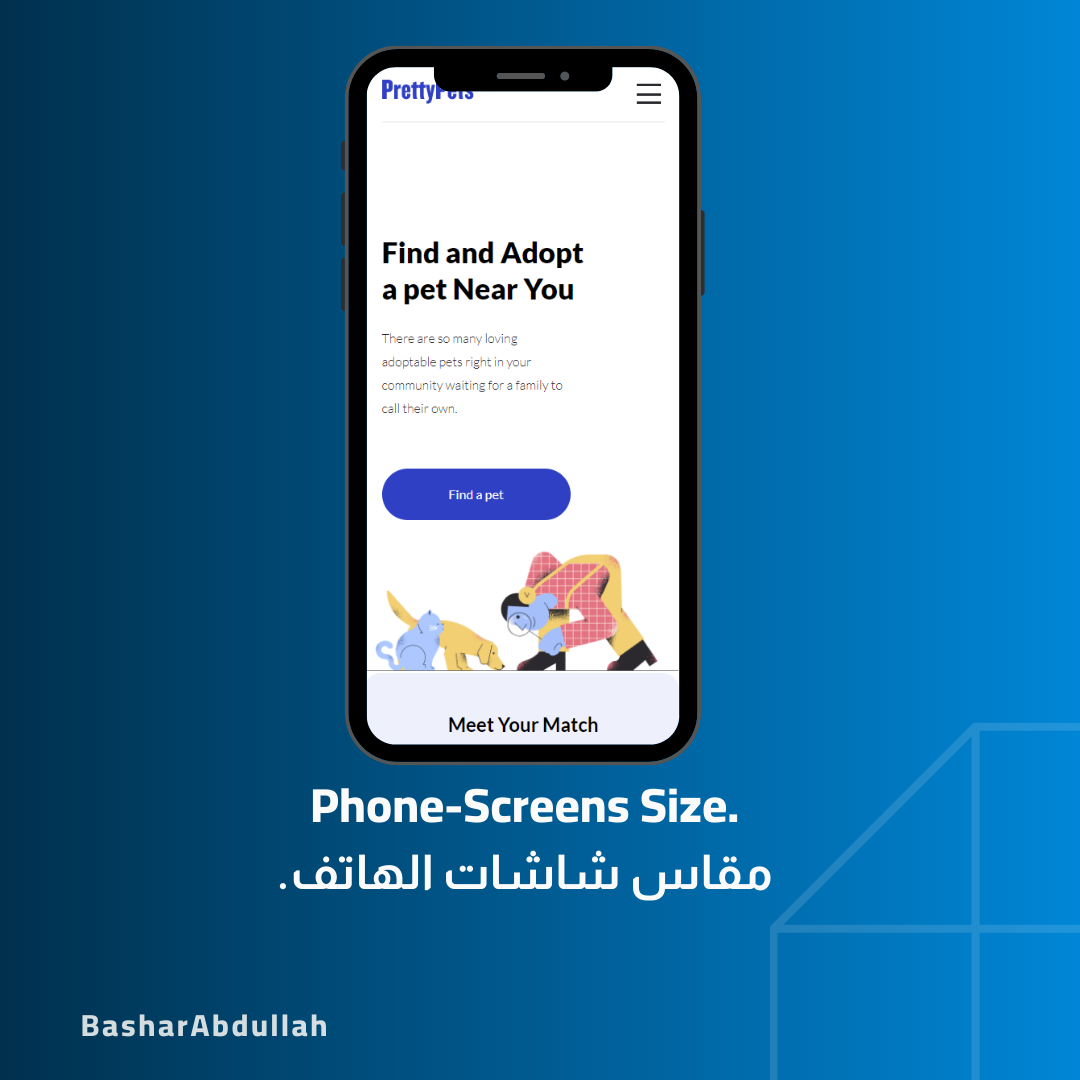 PrettyPets
Find and Adopt
a pet Near You
There are so many loving
adoptable pets right in your
community waiting for a family to
call their own.
Find a pet
Meet Your Match
Phone-Screens Size.
مقاس شاشات الهاتف.
BasharAbdullah